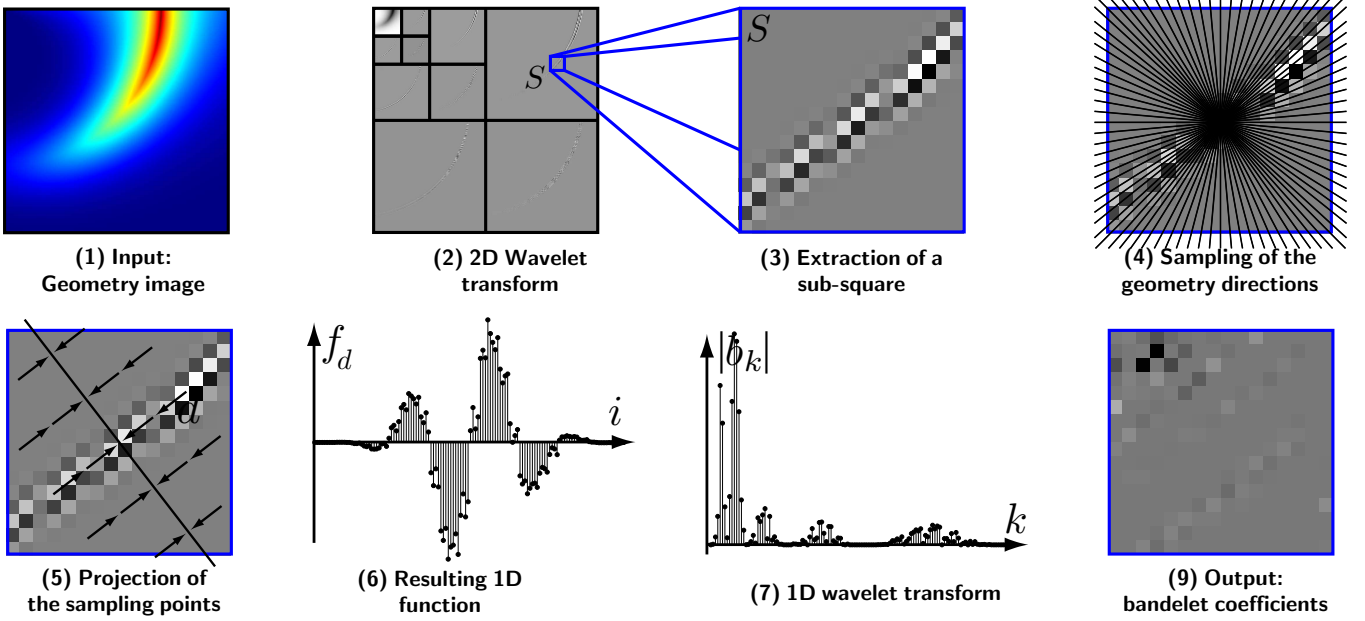 S
S
(1) Input:
Geometry image
(2) 2D Wavelet
transform
(3) Extraction of a
sub-square
(4) Sampling of the
geometry directions
d
f_d
i
|b_k|
k
(5) Projection of
the sampling points
(6) Resulting 1D
function
(7) 1D wavelet transform
(9) Output:
bandelet coefficients